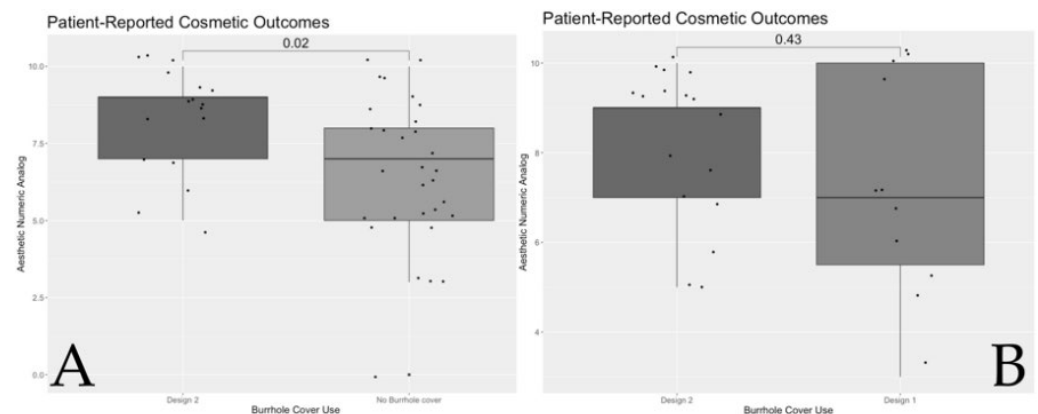 Patient-Reported Cosmetic Outcomes
0.02
10.0
7.5
5.0
2.5
0.0
Aesthetic Numeric Analog
Design 2
No Burrhole cover
Burrhole Cover Use
A
Patient-Reported Cosmetic Outcomes
0.43
10
8
6
4
Aesthetic Numeric Analog
Design 2
Design 1
Burrhole Cover Use
B